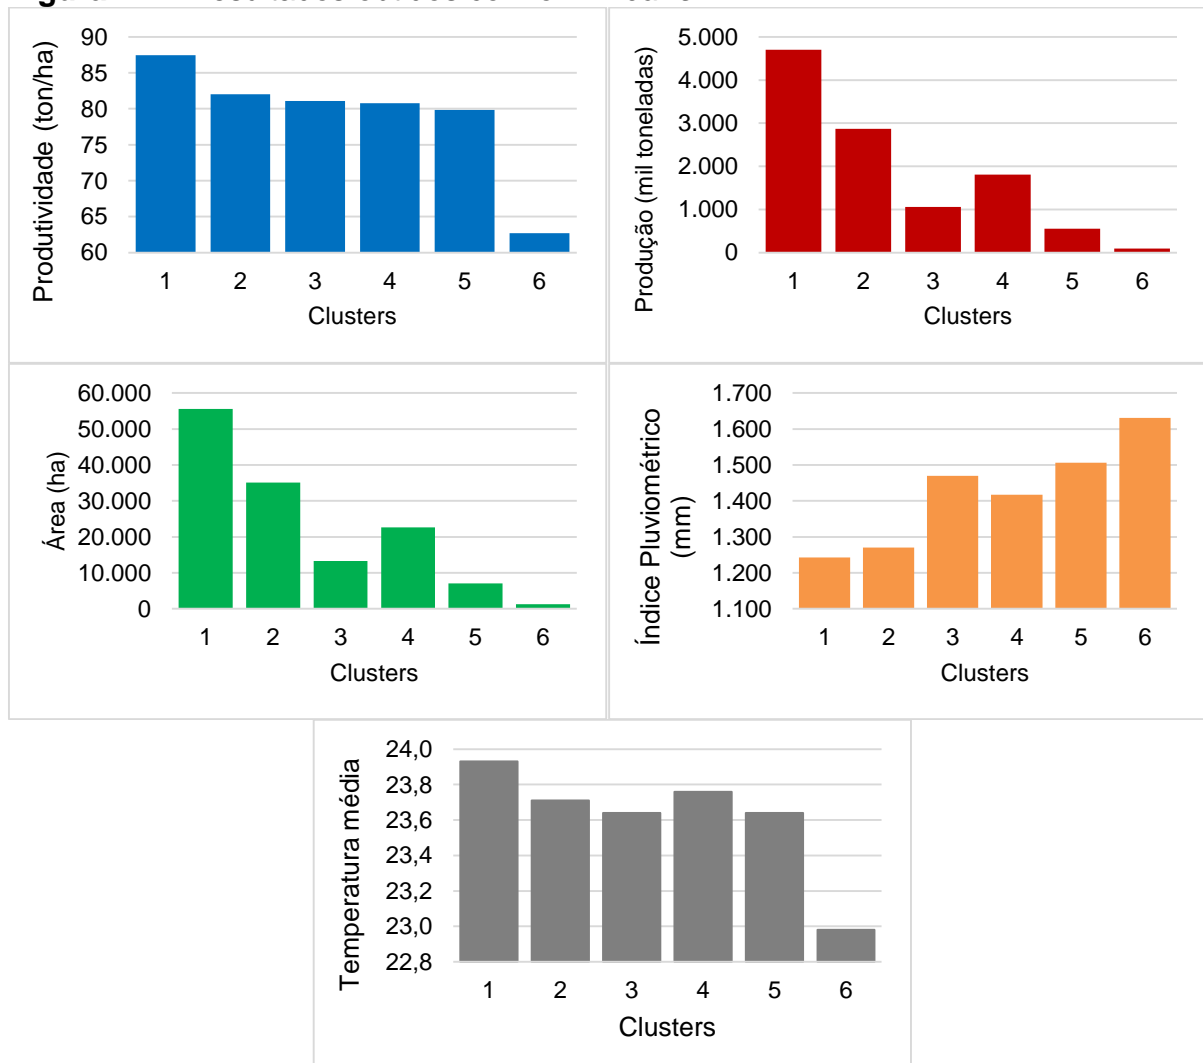 90
85
80
75
70
65
60
Produtividade (ton/ha)
1 2 3 4 5 6
Clusters
5.000
4.000
3.000
2.000
1.000
0
Produção (mil toneladas)
1 2 3 4 5 6
Clusters
60.000
50.000
40.000
30.000
20.000
10.000
0
Área (ha)
1 2 3 4 5 6
Clusters
1.700
1.600
1.500
1.400
1.300
1.200
1.100
Índice Pluviométrico
(mm)
1 2 3 4 5 6
Clusters
24,0
23,8
23,6
23,4
23,2
23,0
22,8
Temperatura média
1 2 3 4 5 6
Clusters